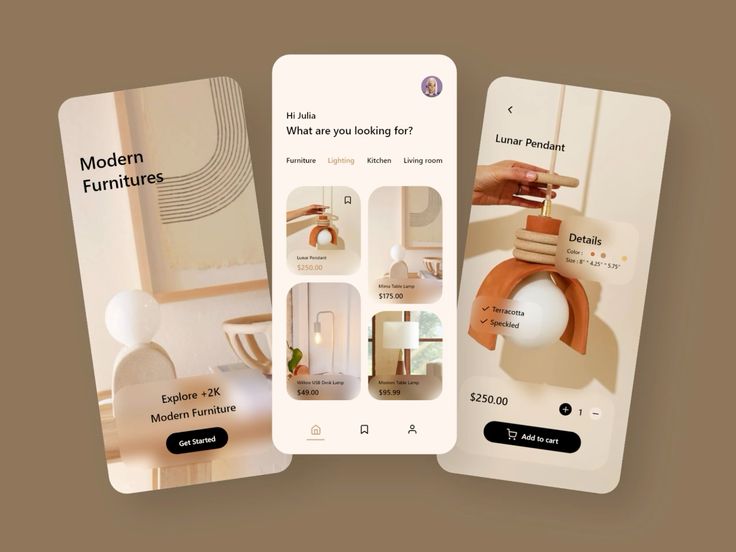 Modern
Furnitures
Explore +2K
Modern Furniture
Get Started
Hi Julia
What are you looking for?
Furniture Lighting Kitchen Living room
Lunar Pendant
$250.00
Mima Table Lamp
$175.00
Wilkes USB Desk Lamp
$49.00
Momm Table Lamp
$95.99
Lunar Pendant
Details
Color :
Size : 8" * 4.25" * 5.75"
Terracotta
Speckled
$250.00
1
Add to cart